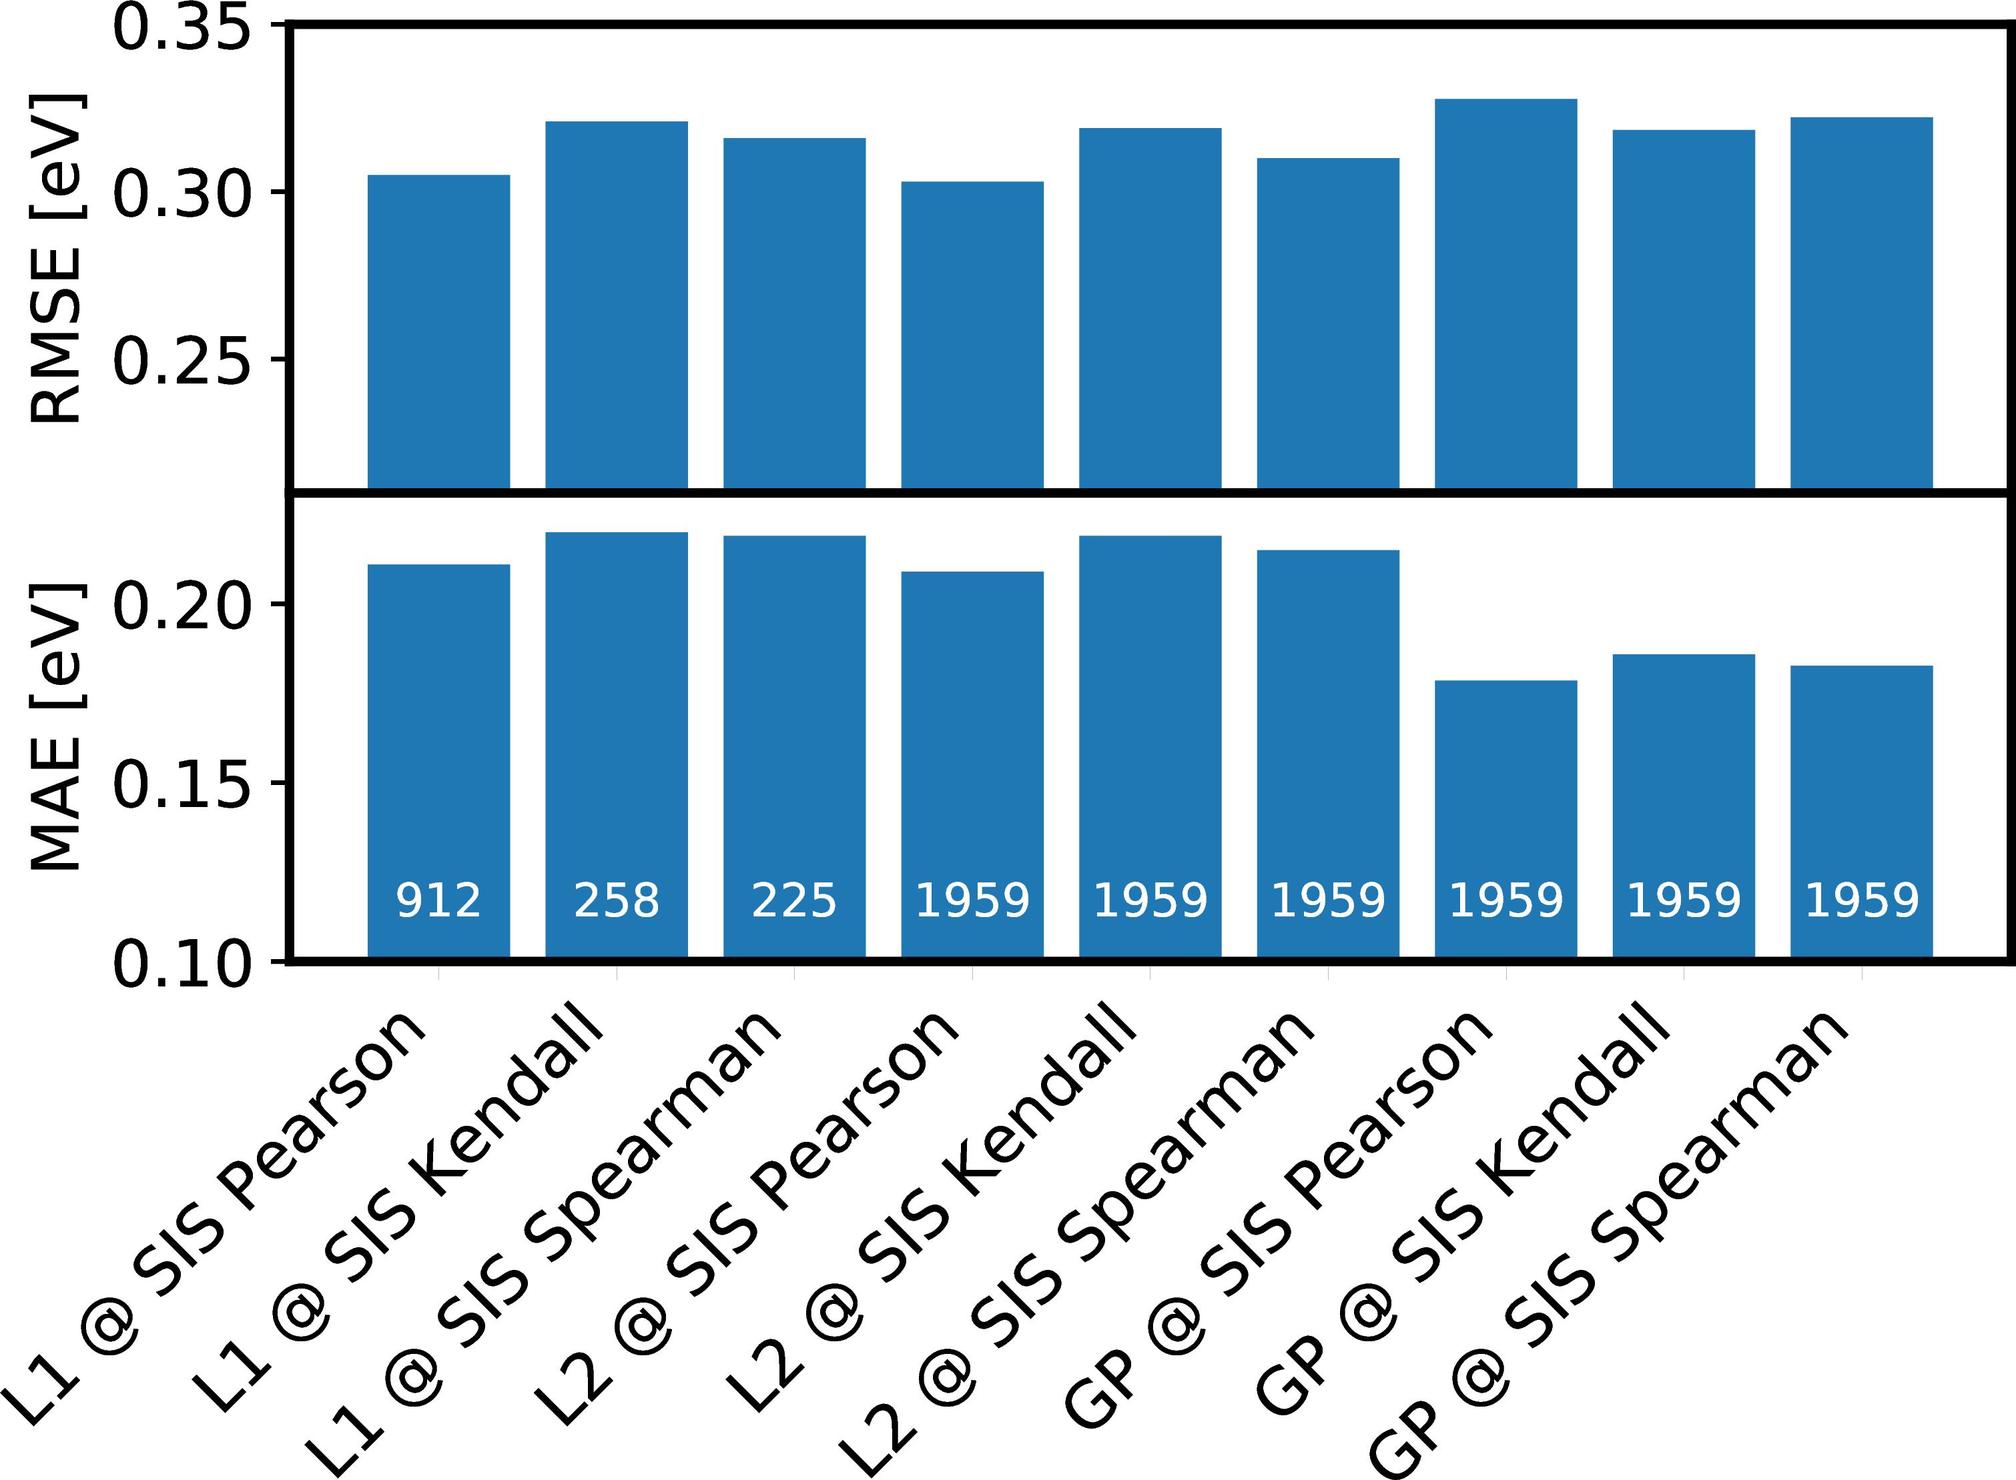 RMSE [eV]
0.35
0.30
0.25
MAE [eV]
0.20
0.15
0.10
912
258
225
1959
1959
1959
1959
1959
1959
L1 @ SIS Pearson
L1 @ SIS Kendall
L1 @ SIS Spearman
L2 @ SIS Pearson
L2 @ SIS Kendall
L2 @ SIS Spearman
GP @ SIS Pearson
GP @ SIS Kendall
GP @ SIS Spearman